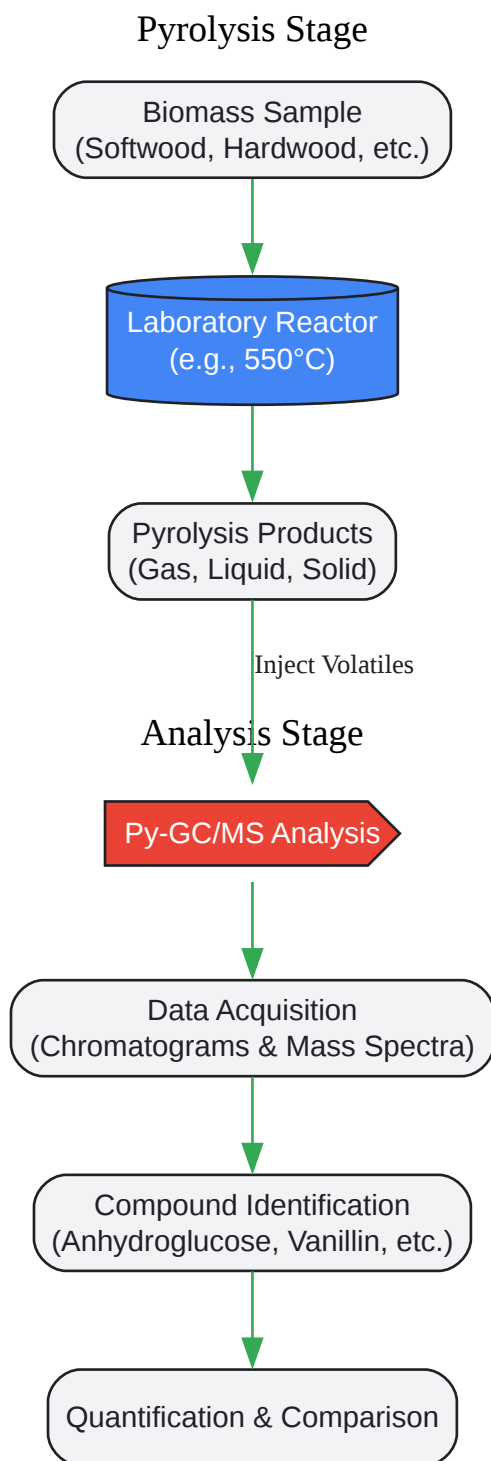 Pyrolysis Stage
Biomass Sample
(Softwood, Hardwood, etc.)
Laboratory Reactor
(e.g., 550°C)
Pyrolysis Products
(Gas, Liquid, Solid)
Inject Volatiles
Analysis Stage
Py-GC/MS Analysis
Data Acquisition
(Chromatograms & Mass Spectra)
Compound Identification
(Anhydroglucose, Vanillin, etc.)
Quantification & Comparison